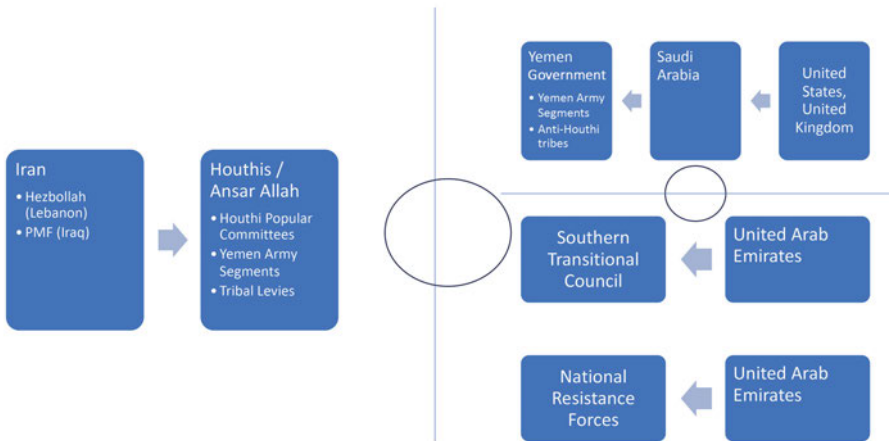 Iran
• Hezbollah
(Lebanon)
• PMF (Iraq)
Houthis /
Ansar Allah
• Houthi Popular
Committees
• Yemen Army
Segments
• Tribal Levies
Yemen
Government
• Yemen Army
Segments
• Anti-Houthi
tribes
Saudi
Arabia
United
States,
United
Kingdom
Southern
Transitional
Council
United Arab
Emirates
National
Resistance
Forces
United Arab
Emirates